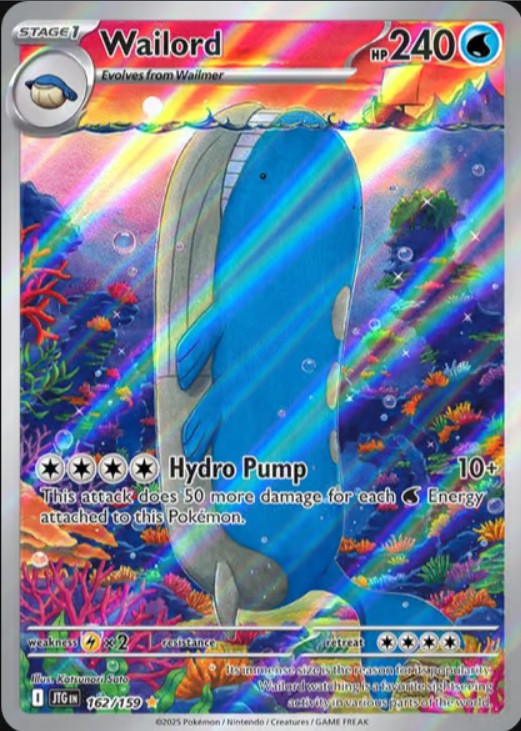 STAGE 1 Wailord HP 240
Evolves from Wailmer
Hydro Pump 10+
This attack does 50 more damage for each Energy
attached to this Pokémon.
weakness ×2 resistance retreat
Illus. Katsunori Sato
Its immense size is the reason for its popularity.
Wailord watching is a favorite sightseeing
activity in various parts of the world.
I JTG EN 162/159
©2025 Pokémon / Nintendo / Creatures / GAME FREAK